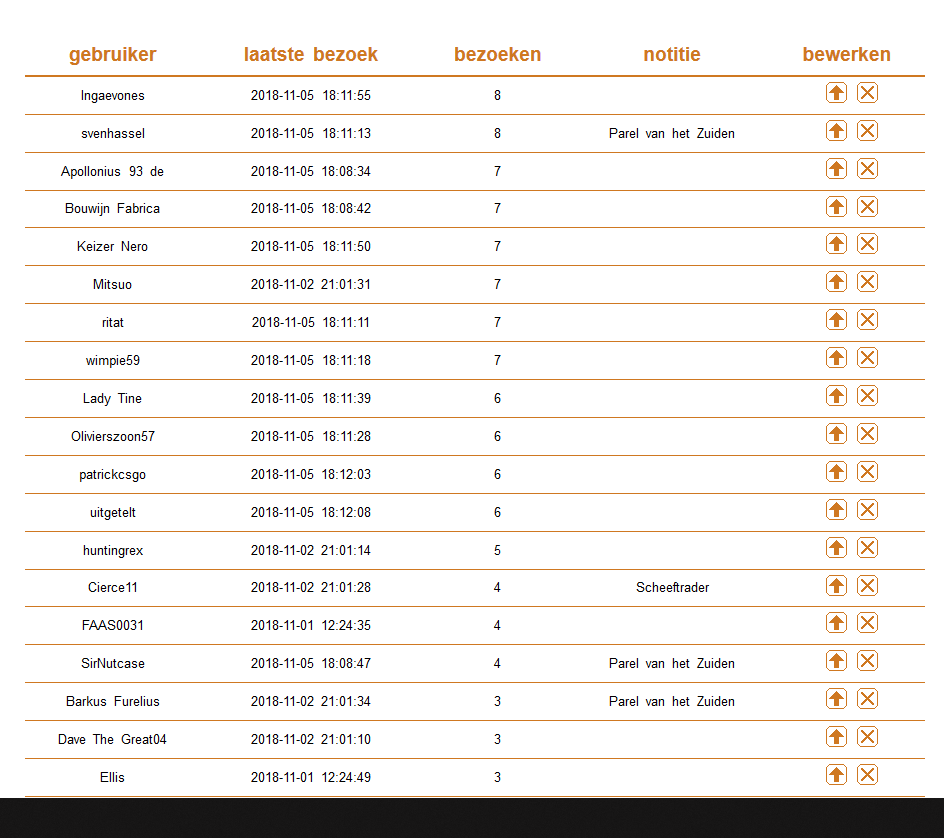 gebruiker laatste bezoek bezoeken notitie bewerken
Ingaevones 2018-11-05 18:11:55 8
svenhassel 2018-11-05 18:11:13 8 Parel van het Zuiden
Apollonius 93 de 2018-11-05 18:08:34 7
Bouwijn Fabrica 2018-11-05 18:08:42 7
Keizer Nero 2018-11-05 18:11:50 7
Mitsuo 2018-11-02 21:01:31 7
ritat 2018-11-05 18:11:11 7
wimpie59 2018-11-05 18:11:18 7
Lady Tine 2018-11-05 18:11:39 6
Olivierszoon57 2018-11-05 18:11:28 6
patrickcsgo 2018-11-05 18:12:03 6
uitgetelt 2018-11-05 18:12:08 6
huntingrex 2018-11-02 21:01:14 5
Cierce11 2018-11-02 21:01:28 4 Scheeftrader
FAAS0031 2018-11-01 12:24:35 4
SirNutcase 2018-11-05 18:08:47 4 Parel van het Zuiden
Barkus Furelius 2018-11-02 21:01:34 3 Parel van het Zuiden
Dave The Great04 2018-11-02 21:01:10 3
Ellis 2018-11-01 12:24:49 3